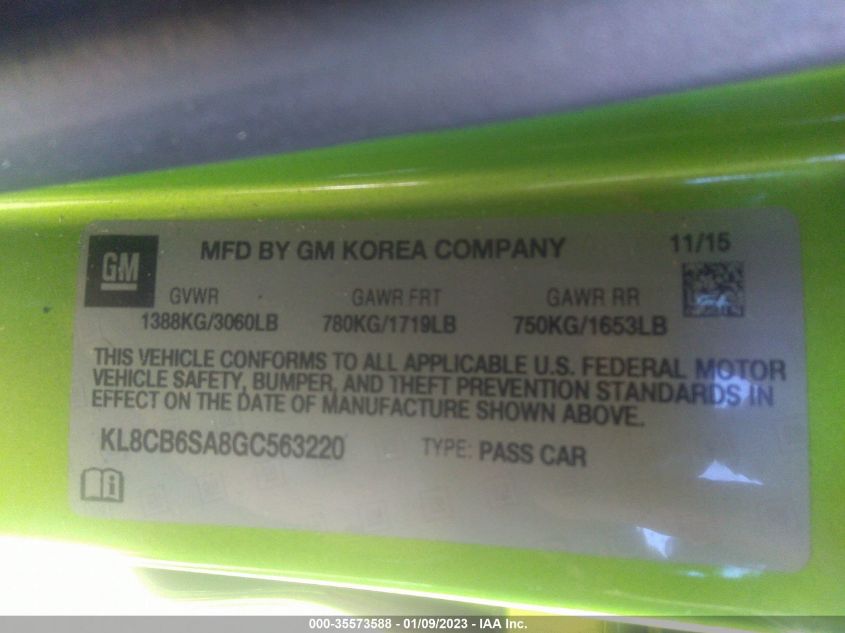 GM
MFD BY GM KOREA COMPANY
11/15
GVWR GAWR FRT GAWR RR
1388KG/3060LB 780KG/1719LB 750KG/1653LB
THIS VEHICLE CONFORMS TO ALL APPLICABLE U.S. FEDERAL MOTOR
VEHICLE SAFETY, BUMPER, AND THEFT PREVENTION STANDARDS IN
EFFECT ON THE DATE OF MANUFACTURE SHOWN ABOVE.
KL8CB6SA8GC563220 TYPE: PASS CAR
i
000-35573588 - 01/09/2023 - IAA Inc.